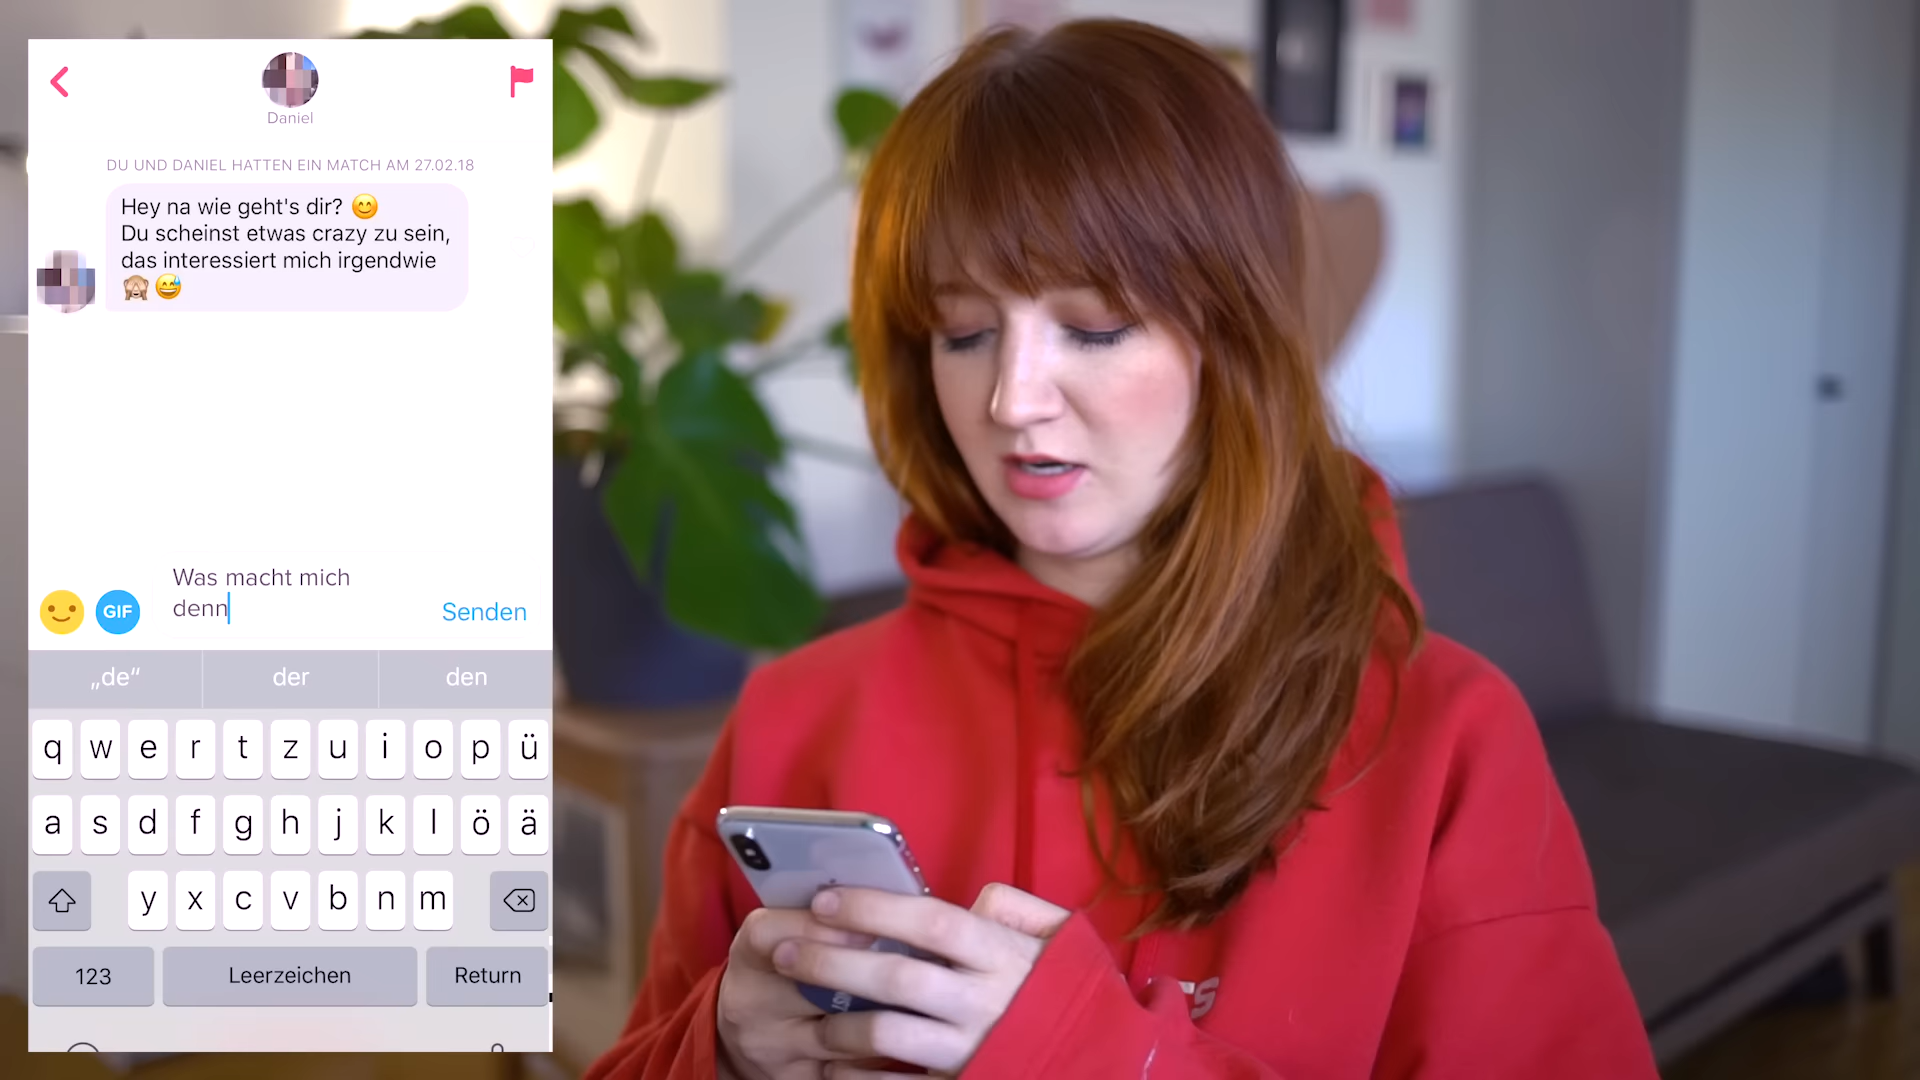 Daniel
DU UND DANIEL HATTEN EIN MATCH AM 27.02.18
Hey na wie geht's dir? 😊
Du scheinst etwas crazy zu sein,
das interessiert mich irgendwie
🙈😅
Was macht mich
denn
GIF
Senden
„de“ der den
q w e r t z u i o p ü
a s d f g h j k l ö ä
y x c v b n m
123 Leerzeichen Return